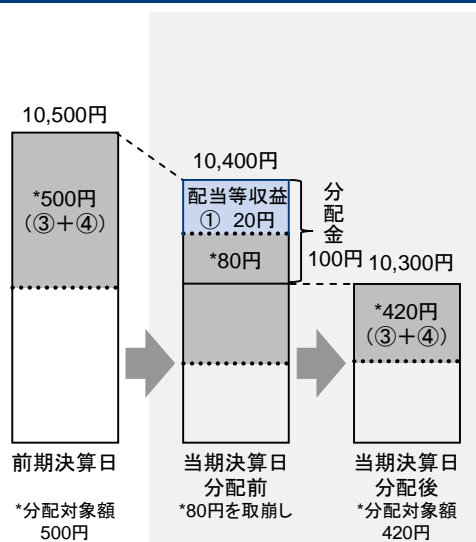 10,500円
*500円
(③+④)
前期決算日
*分配対象額
500円
10,400円
配当等収益
① 20円
*80円
分配金
100円
当期決算日
分配前
*80円を取崩し
10,300円
*420円
(③+④)
当期決算日
分配後
*分配対象額
420円